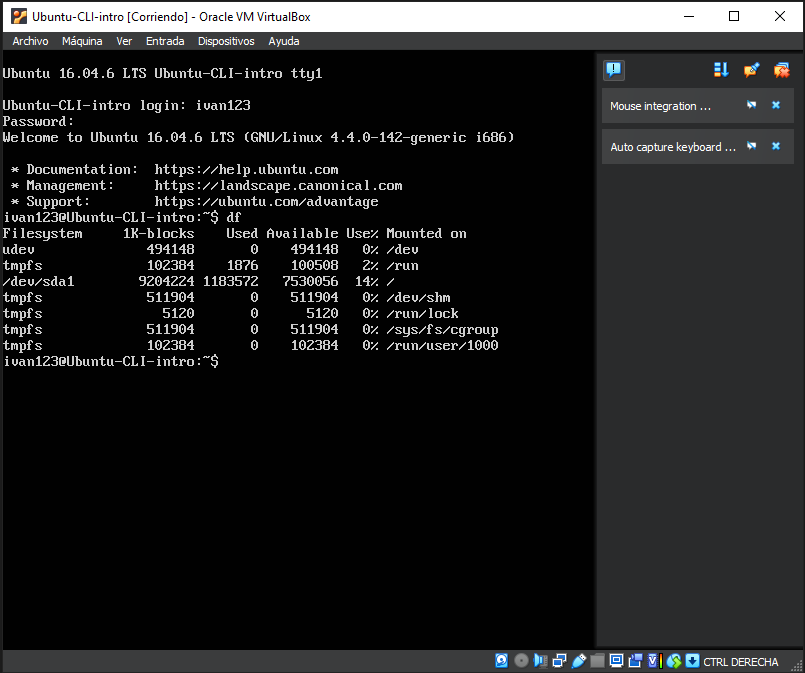 Ubuntu-CLI-intro [Corriendo] - Oracle VM VirtualBox
Archivo Máquina Ver Entrada Dispositivos Ayuda
Ubuntu 16.04.6 LTS Ubuntu-CLI-intro tty1
Ubuntu-CLI-intro login: ivan123
Password:
Welcome to Ubuntu 16.04.6 LTS (GNU/Linux 4.4.0-142-generic i686)
* Documentation: https://help.ubuntu.com
* Management: https://landscape.canonical.com
* Support: https://ubuntu.com/advantage
ivan123@Ubuntu-CLI-intro:~$ df
Filesystem 1K-blocks Used Available Use% Mounted on
udev 494148 0 494148 0% /dev
tmpfs 102384 1876 100508 2% /run
/dev/sda1 9204224 1183572 7530056 14% /
tmpfs 511904 0 511904 0% /dev/shm
tmpfs 5120 0 5120 0% /run/lock
tmpfs 511904 0 511904 0% /sys/fs/cgroup
tmpfs 102384 0 102384 0% /run/user/1000
ivan123@Ubuntu-CLI-intro:~$
Mouse integration ...
Auto capture keyboard ...
CTRL DERECHA